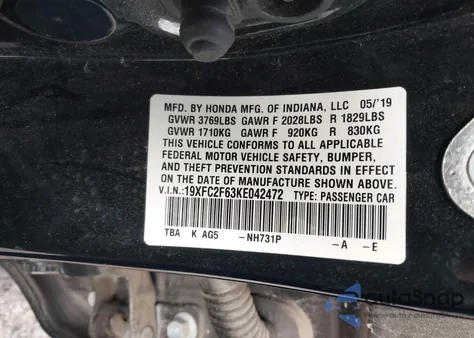 MFD. BY HONDA MFG. OF INDIANA, LLC 05/'19
GVWR 3769LBS GAWR F 2028LBS R 1829LBS
GVWR 1710KG GAWR F 920KG R 830KG
THIS VEHICLE CONFORMS TO ALL APPLICABLE
FEDERAL MOTOR VEHICLE SAFETY, BUMPER,
AND THEFT PREVENTION STANDARDS IN EFFECT ON
THE DATE OF MANUFACTURE SHOWN ABOVE.
V.I.N.: 19XFC2F63KE042472 TYPE: PASSENGER CAR
TBA K AG5 -NH731P -A -E
autoSnap